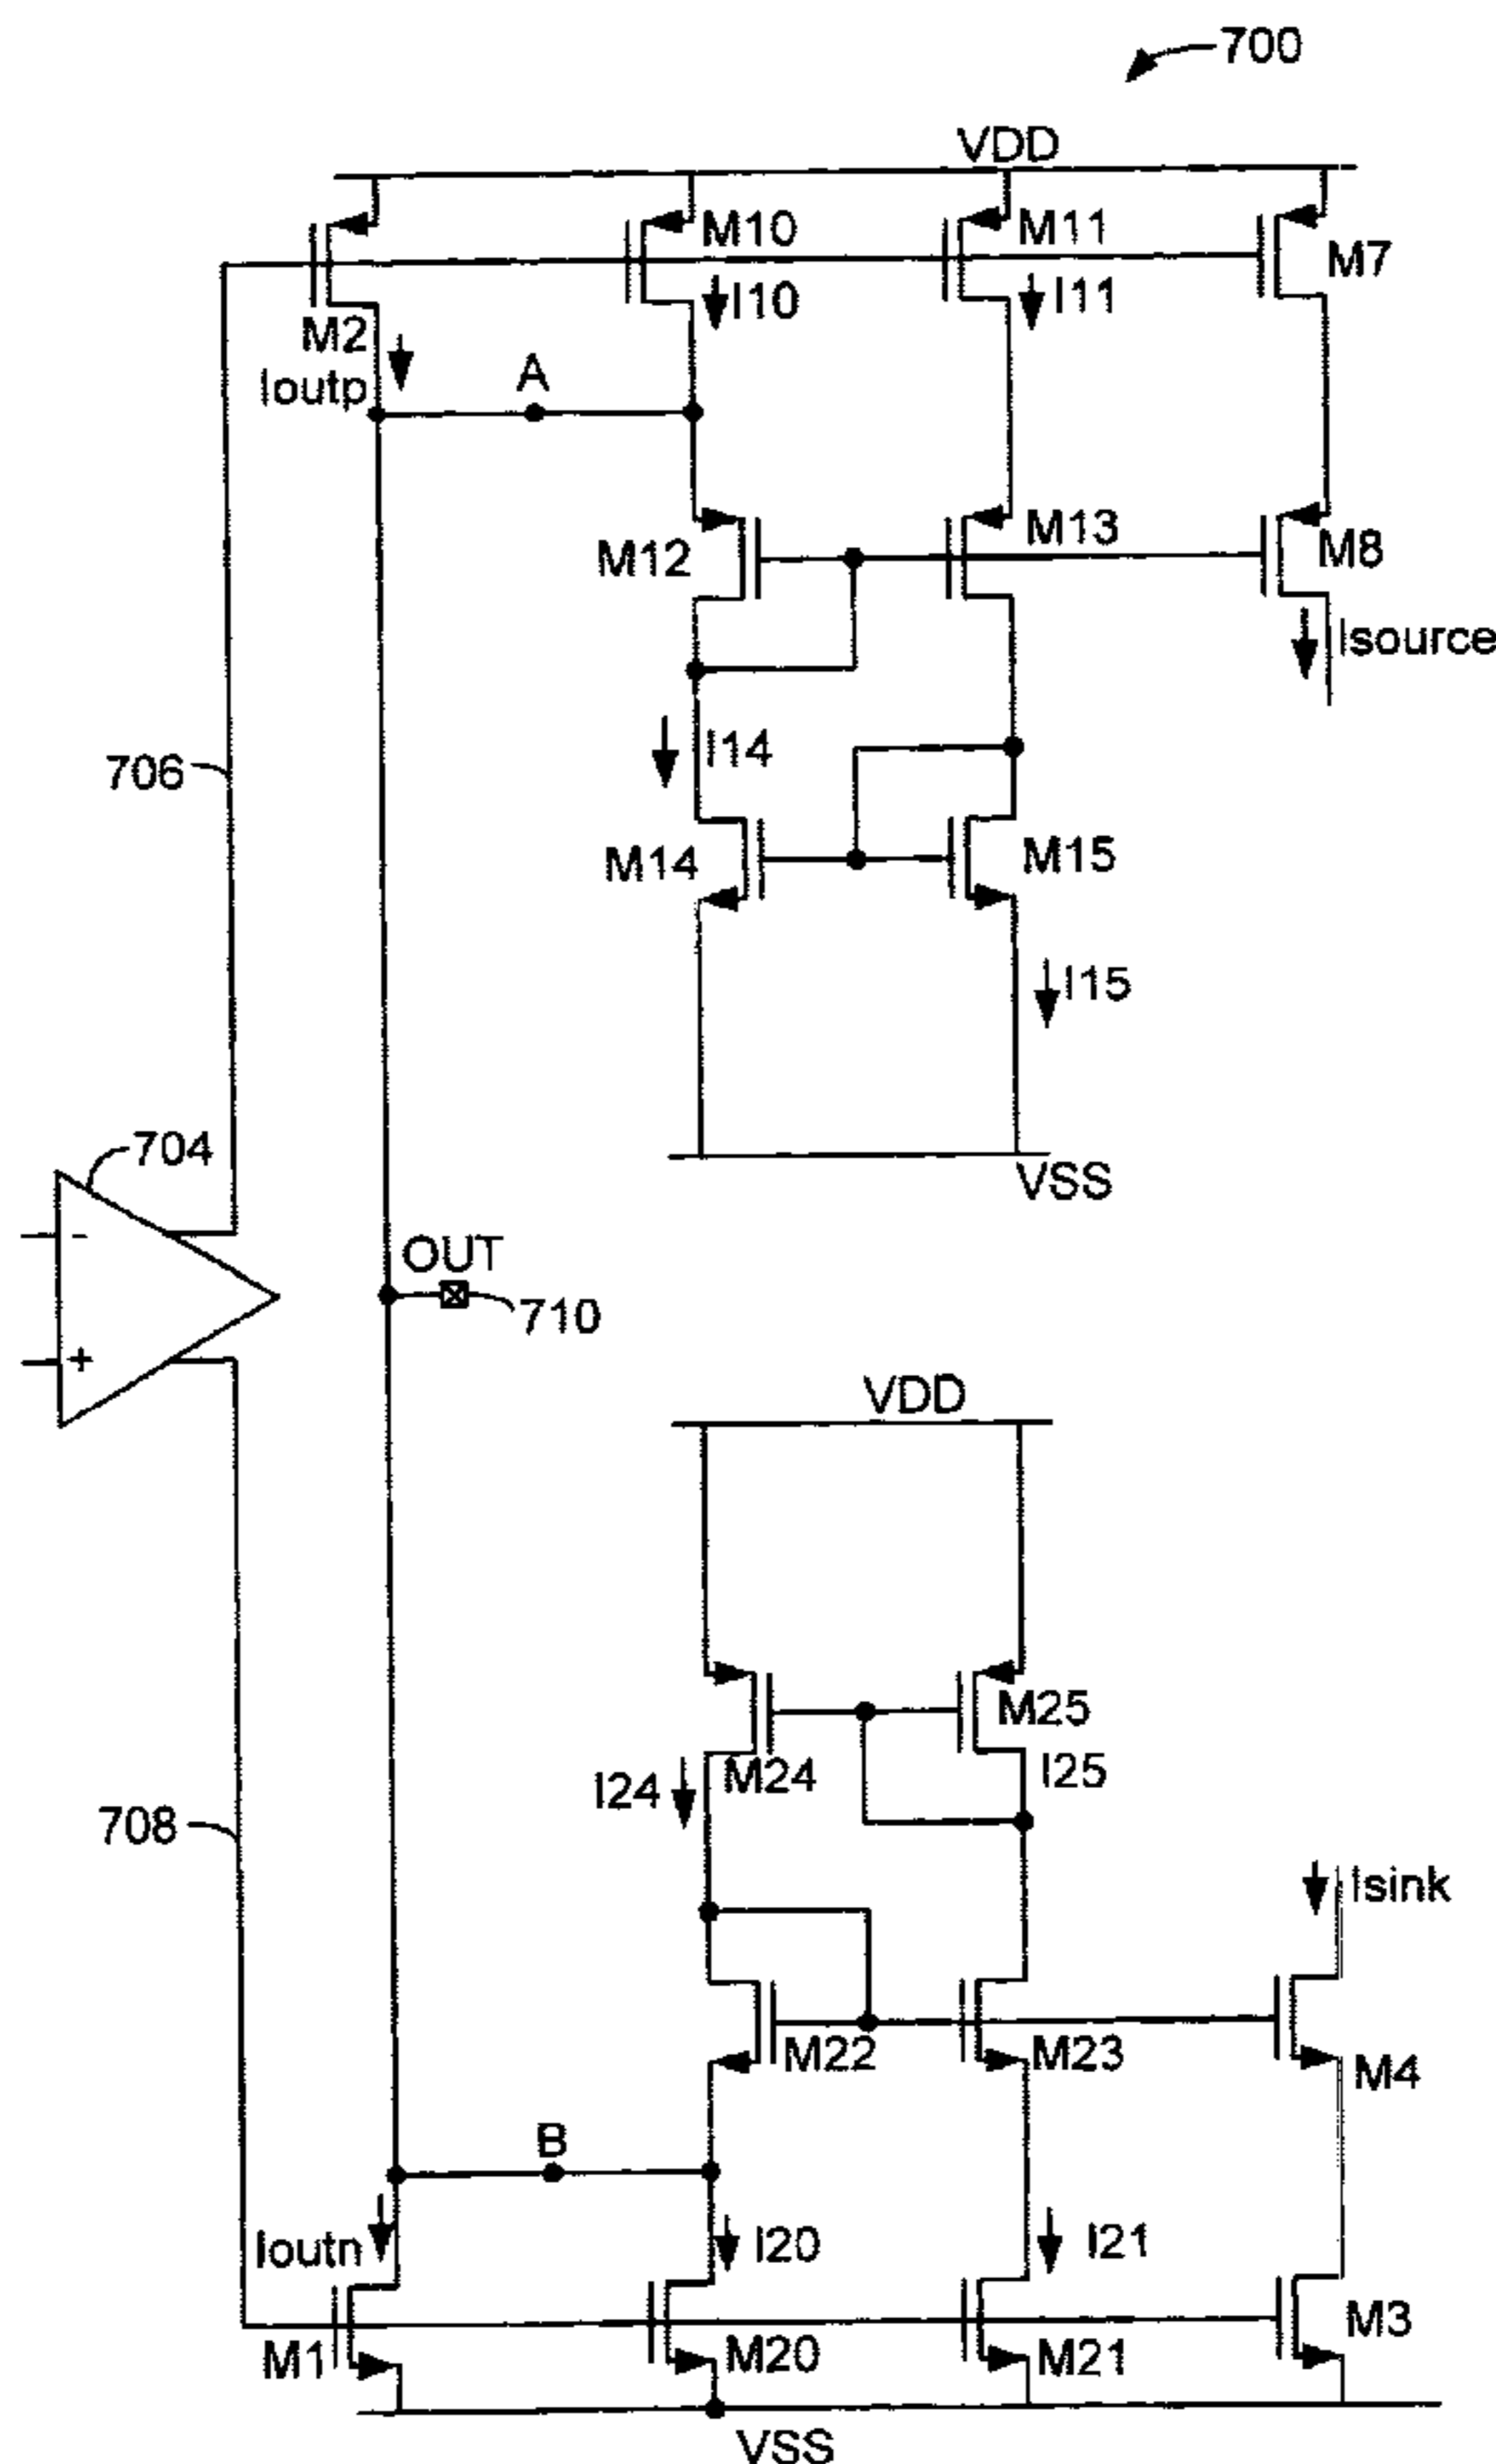 700
VDD
M10
M11
M7
I10
I11
M2
Ioutp
A
M12
M13
M8
Isource
706
I14
M14
M15
I15
704
VSS
-
OUT
710
+
VDD
M25
M24
I25
I24
708
Isink
M22
M23
M4
B
Ioutn
I20
I21
M1
M20
M21
M3
VSS